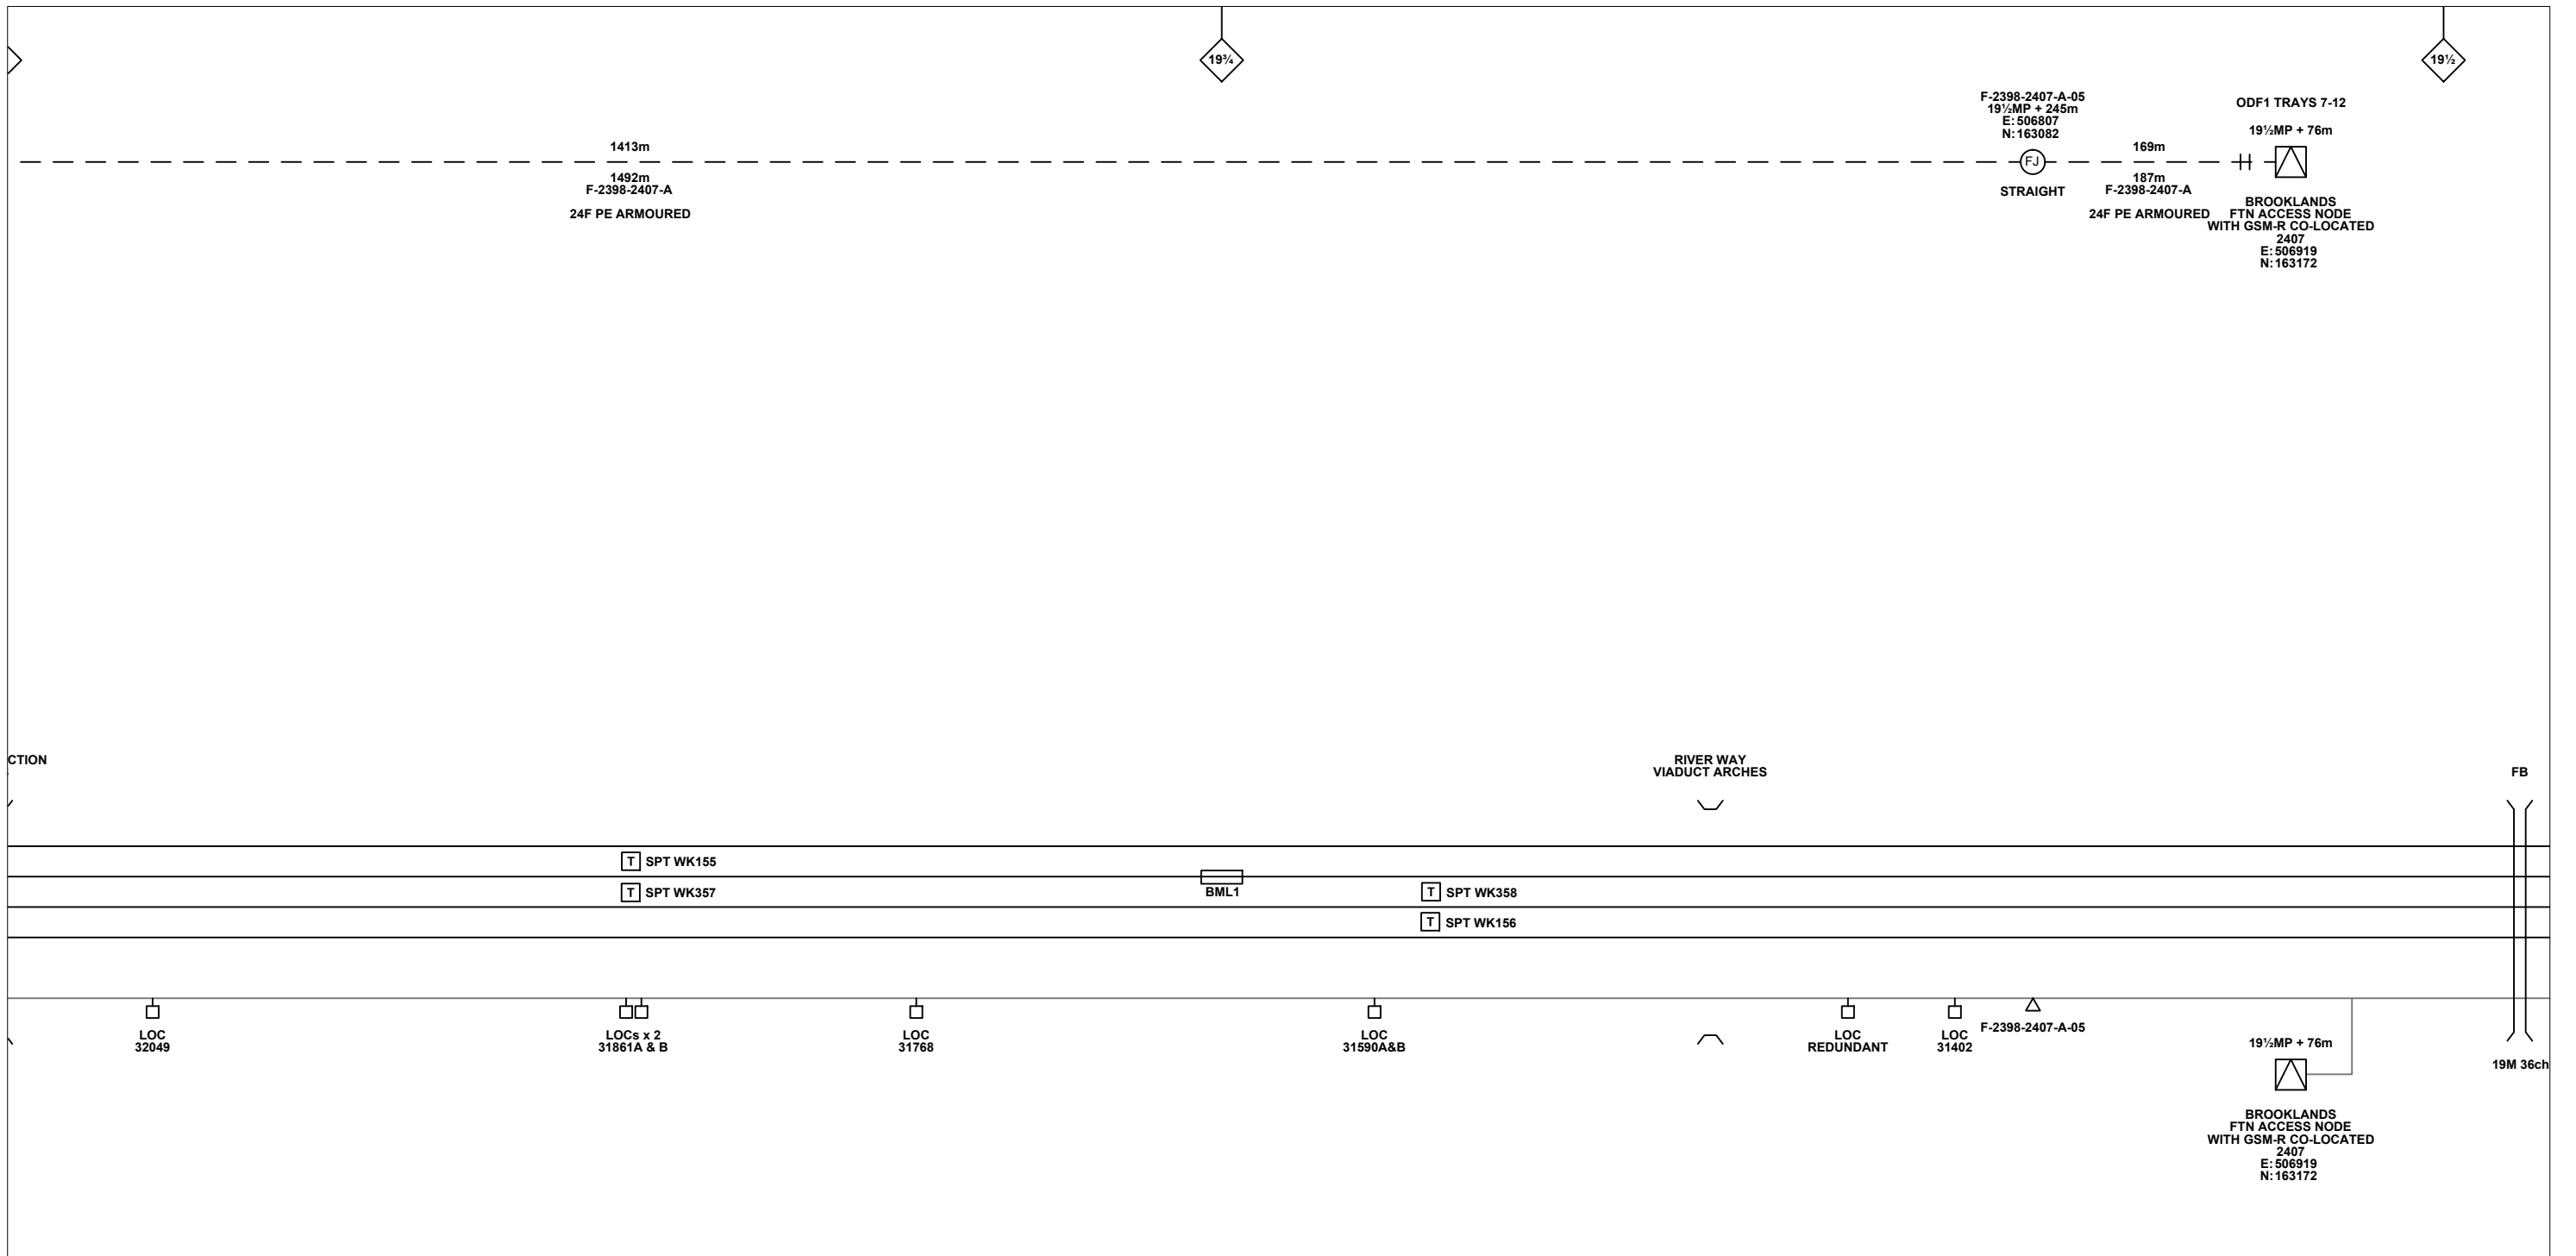 19¾
19½
F-2398-2407-A-05
19½MP + 245m
E: 506807
N: 163082
FJ
STRAIGHT
ODF1 TRAYS 7-12
19½MP + 76m
1413m
1492m
F-2398-2407-A
24F PE ARMOURED
169m
187m
F-2398-2407-A
24F PE ARMOURED
BROOKLANDS
FTN ACCESS NODE
WITH GSM-R CO-LOCATED
2407
E: 506919
N: 163172
CTION
RIVER WAY
VIADUCT ARCHES
FB
T SPT WK155
T SPT WK357
BML1
T SPT WK358
T SPT WK156
LOC
32049
LOCs x 2
31861A & B
LOC
31768
LOC
31590A&B
LOC
REDUNDANT
LOC
31402
F-2398-2407-A-05
19½MP + 76m
19M 36ch
BROOKLANDS
FTN ACCESS NODE
WITH GSM-R CO-LOCATED
2407
E: 506919
N: 163172